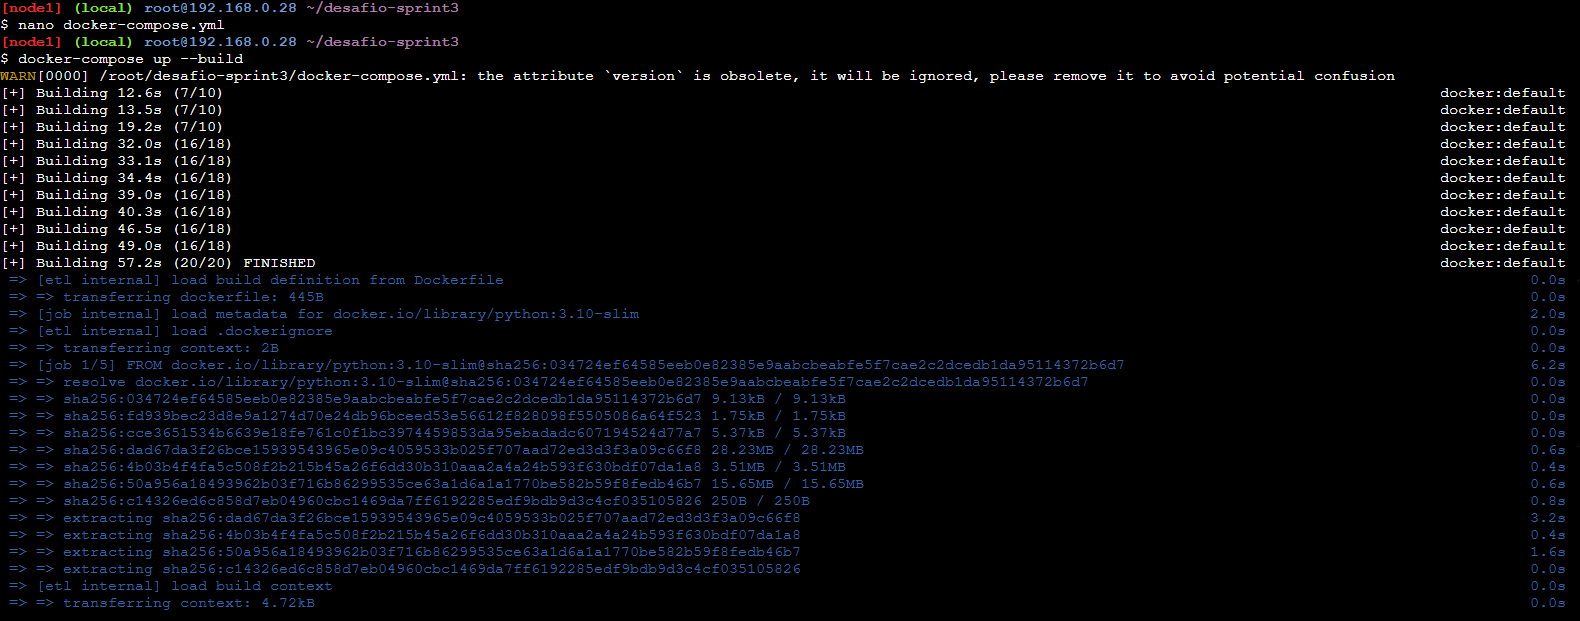 [node1] (local) root@192.168.0.28 ~/desafio-sprint3
$ nano docker-compose.yml
[node1] (local) root@192.168.0.28 ~/desafio-sprint3
$ docker-compose up --build
WARN[0000] /root/desafio-sprint3/docker-compose.yml: the attribute `version` is obsolete, it will be ignored, please remove it to avoid potential confusion
[+] Building 12.6s (7/10) docker:default
[+] Building 13.5s (7/10) docker:default
[+] Building 19.2s (7/10) docker:default
[+] Building 32.0s (16/18) docker:default
[+] Building 33.1s (16/18) docker:default
[+] Building 34.4s (16/18) docker:default
[+] Building 39.0s (16/18) docker:default
[+] Building 40.3s (16/18) docker:default
[+] Building 46.5s (16/18) docker:default
[+] Building 49.0s (16/18) docker:default
[+] Building 57.2s (20/20) FINISHED docker:default
=> [etl internal] load build definition from Dockerfile 0.0s
=> => transferring dockerfile: 445B 0.0s
=> [job internal] load metadata for docker.io/library/python:3.10-slim 2.0s
=> [etl internal] load .dockerignore 0.0s
=> => transferring context: 2B 0.0s
=> [job 1/5] FROM docker.io/library/python:3.10-slim@sha256:034724ef64585eeb0e82385e9aabcbeabfe5f7cae2c2dcedb1da95114372b6d7 6.2s
=> => resolve docker.io/library/python:3.10-slim@sha256:034724ef64585eeb0e82385e9aabcbeabfe5f7cae2c2dcedb1da95114372b6d7 0.0s
=> => sha256:034724ef64585eeb0e82385e9aabcbeabfe5f7cae2c2dcedb1da95114372b6d7 9.13kB / 9.13kB 0.0s
=> => sha256:fd939bec23d8e9a1274d70e24db96bceed53e56612f828098f5505086a64f523 1.75kB / 1.75kB 0.0s
=> => sha256:cce3651534b6639e18fe761c0f1bc3974459853da95ebadadc607194524d77a7 5.37kB / 5.37kB 0.0s
=> => sha256:dad67da3f26bce15939543965e09c4059533b025f707aad72ed3d3f3a09c66f8 28.23MB / 28.23MB 0.6s
=> => sha256:4b03b4f4fa5c508f2b215b45a26f6dd30b310aaa2a4a24b593f630bdf07da1a8 3.51MB / 3.51MB 0.4s
=> => sha256:50a956a18493962b03f716b86299535ce63a1d6a1a1770be582b59f8fedb46b7 15.65MB / 15.65MB 0.6s
=> => sha256:c14326ed6c858d7eb04960cbc1469da7ff6192285edf9bdb9d3c4cf035105826 250B / 250B 0.8s
=> => extracting sha256:dad67da3f26bce15939543965e09c4059533b025f707aad72ed3d3f3a09c66f8 3.2s
=> => extracting sha256:4b03b4f4fa5c508f2b215b45a26f6dd30b310aaa2a4a24b593f630bdf07da1a8 0.4s
=> => extracting sha256:50a956a18493962b03f716b86299535ce63a1d6a1a1770be582b59f8fedb46b7 1.6s
=> => extracting sha256:c14326ed6c858d7eb04960cbc1469da7ff6192285edf9bdb9d3c4cf035105826 0.0s
=> [etl internal] load build context 0.0s
=> => transferring context: 4.72kB 0.0s